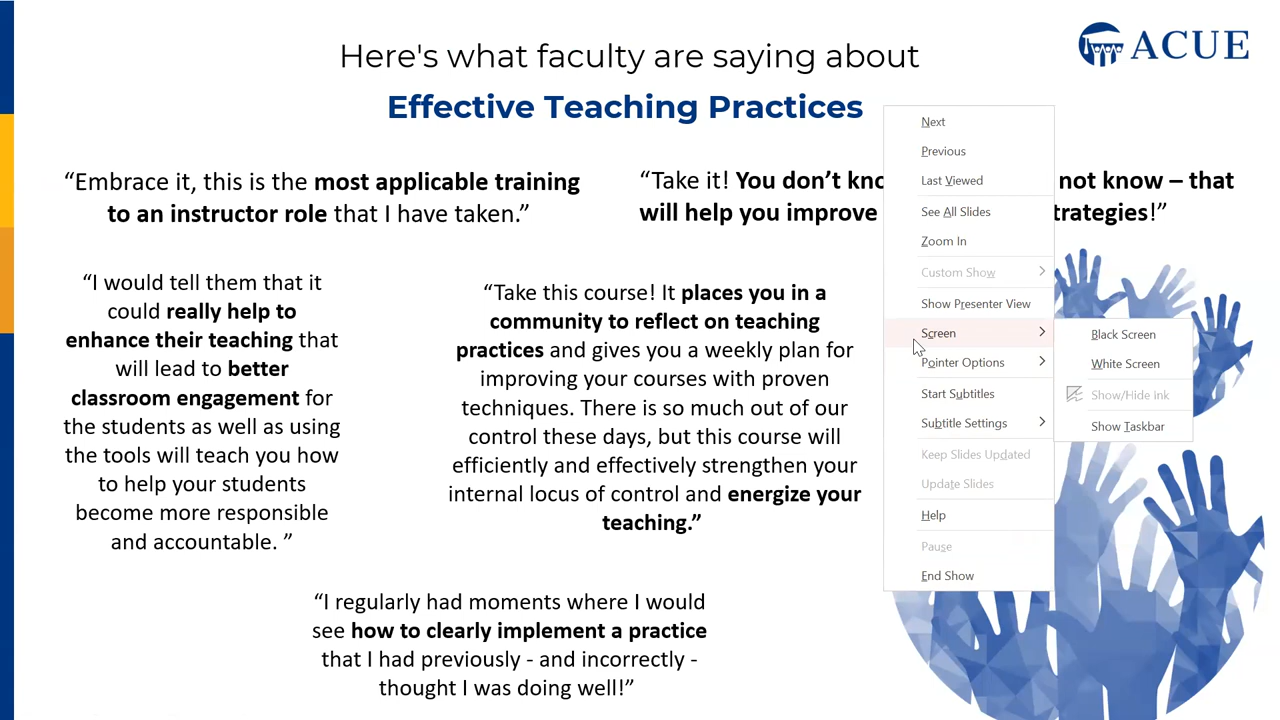 Here's what faculty are saying about
ACUE
Effective Teaching Practices
“Embrace it, this is the most applicable training
to an instructor role that I have taken.”
“Take it! You don’t not know – that
will help you improve trategies!”
“I would tell them that it
could really help to
enhance their teaching that
will lead to better
classroom engagement for
the students as well as using
the tools will teach you how
to help your students
become more responsible
and accountable. ”
“Take this course! It places you in a
community to reflect on teaching
practices and gives you a weekly plan for
improving your courses with proven
techniques. There is so much out of our
control these days, but this course will
efficiently and effectively strengthen your
internal locus of control and energize your
teaching.”
“I regularly had moments where I would
see how to clearly implement a practice
that I had previously - and incorrectly -
thought I was doing well!”
Next
Previous
Last Viewed
See All Slides
Zoom In
Custom Show
Show Presenter View
Screen
Pointer Options
Start Subtitles
Subtitle Settings
Keep Slides Updated
Update Slides
Help
Pause
End Show
Black Screen
White Screen
Show/Hide Ink
Show Taskbar